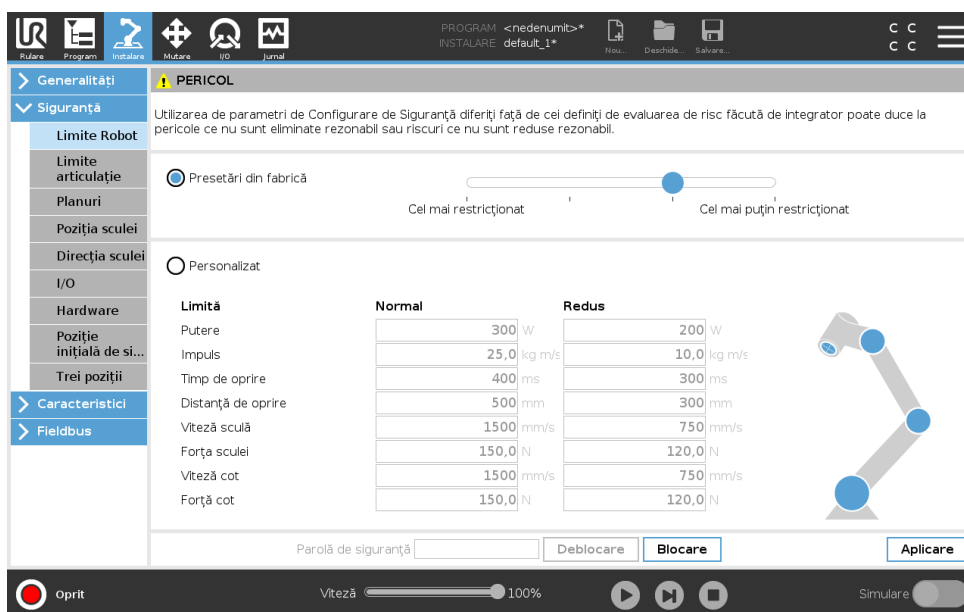 UR
PROGRAM <nedenumit>*
INSTALARE default_1*
Rulare Program Instalare Mutare I/O Jurnal
Nou... Deschide... Salvare...
C C
C C
Generalități
Siguranță
Limite Robot
Limite
articulație
Planuri
Poziția sculei
Direcția sculei
I/O
Hardware
Poziție
inițială de si...
Trei poziții
Caracteristici
Fieldbus
PERICOL
Utilizarea de parametri de Configurare de Siguranță diferiți față de cei definiți de evaluarea de risc făcută de integrator poate duce la
pericole ce nu sunt eliminate rezonabil sau riscuri ce nu sunt reduse rezonabil.
Presetări din fabrică
Cel mai restricționat Cel mai puțin restricționat
Personalizat
Limită Normal Redus
Putere 300 W 200 W
Impuls 25,0 kg m/s 10,0 kg m/s
Timp de oprire 400 ms 300 ms
Distanță de oprire 500 mm 300 mm
Viteză sculă 1500 mm/s 750 mm/s
Forța sculei 150,0 N 120,0 N
Viteză cot 1500 mm/s 750 mm/s
Forță cot 150,0 N 120,0 N
Parolă de siguranță Deblocare Blocare Aplicare
Oprit Viteză 100% Simulare